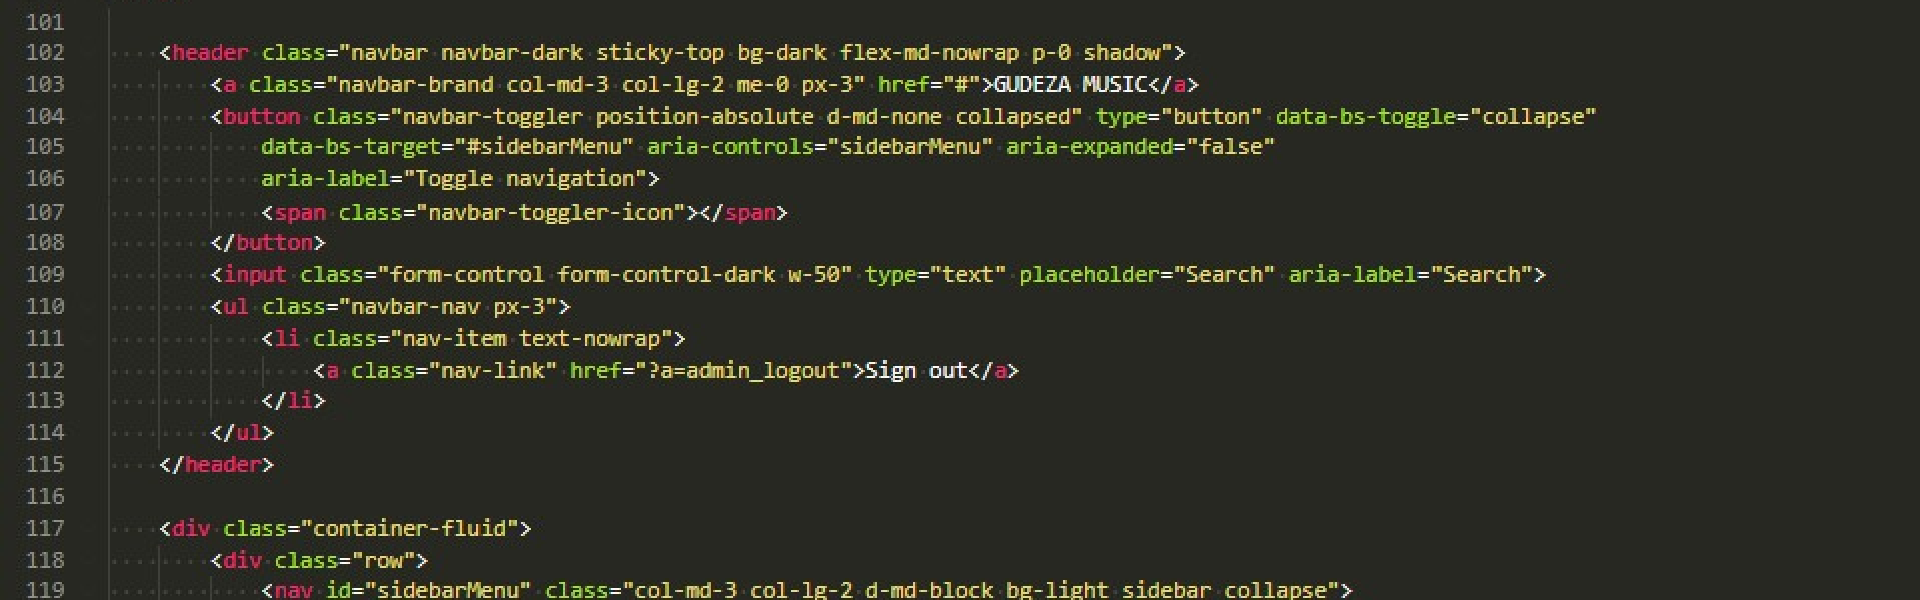 101
102 <header class="navbar navbar-dark sticky-top bg-dark flex-md-nowrap p-0 shadow">
103 <a class="navbar-brand col-md-3 col-lg-2 me-0 px-3" href="#">GUDEZA MUSIC</a>
104 <button class="navbar-toggler position-absolute d-md-none collapsed" type="button" data-bs-toggle="collapse"
105 data-bs-target="#sidebarMenu" aria-controls="sidebarMenu" aria-expanded="false"
106 aria-label="Toggle navigation">
107 <span class="navbar-toggler-icon"></span>
108 </button>
109 <input class="form-control form-control-dark w-50" type="text" placeholder="Search" aria-label="Search">
110 <ul class="navbar-nav px-3">
111 <li class="nav-item text-nowrap">
112 <a class="nav-link" href="?a=admin_logout">Sign out</a>
113 </li>
114 </ul>
115 </header>
116
117 <div class="container-fluid">
118 <div class="row">
119 <nav id="sidebarMenu" class="col-md-3 col-lg-2 d-md-block bg-light sidebar collapse">